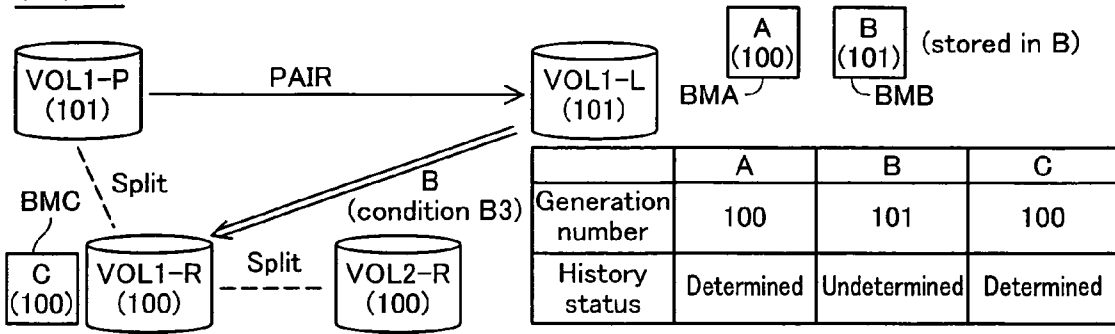 VOL1-P
(101)
PAIR
VOL1-L
(101)
A
(100)
B
(101)
(stored in B)
BMA
BMB
Split
B
(condition B3)
BMC
C
(100)
VOL1-R
(100)
Split
VOL2-R
(100)
A B C
Generation number 100 101 100
History status Determined Undetermined Determined